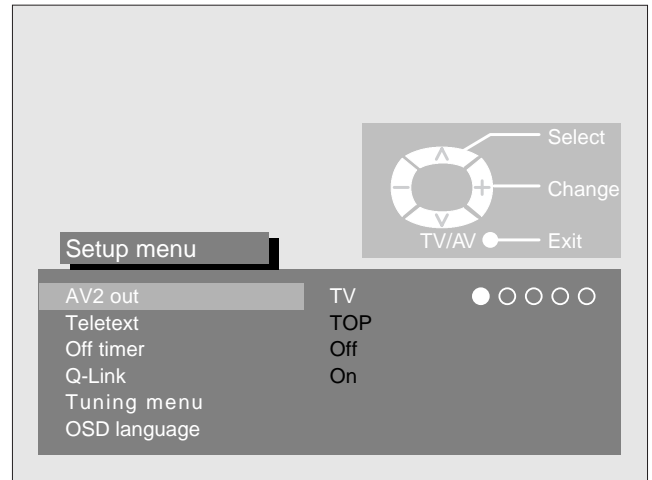 Select
Change
TV/AV Exit
Setup menu
AV2 out TV
Teletext TOP
Off timer Off
Q-Link On
Tuning menu
OSD language